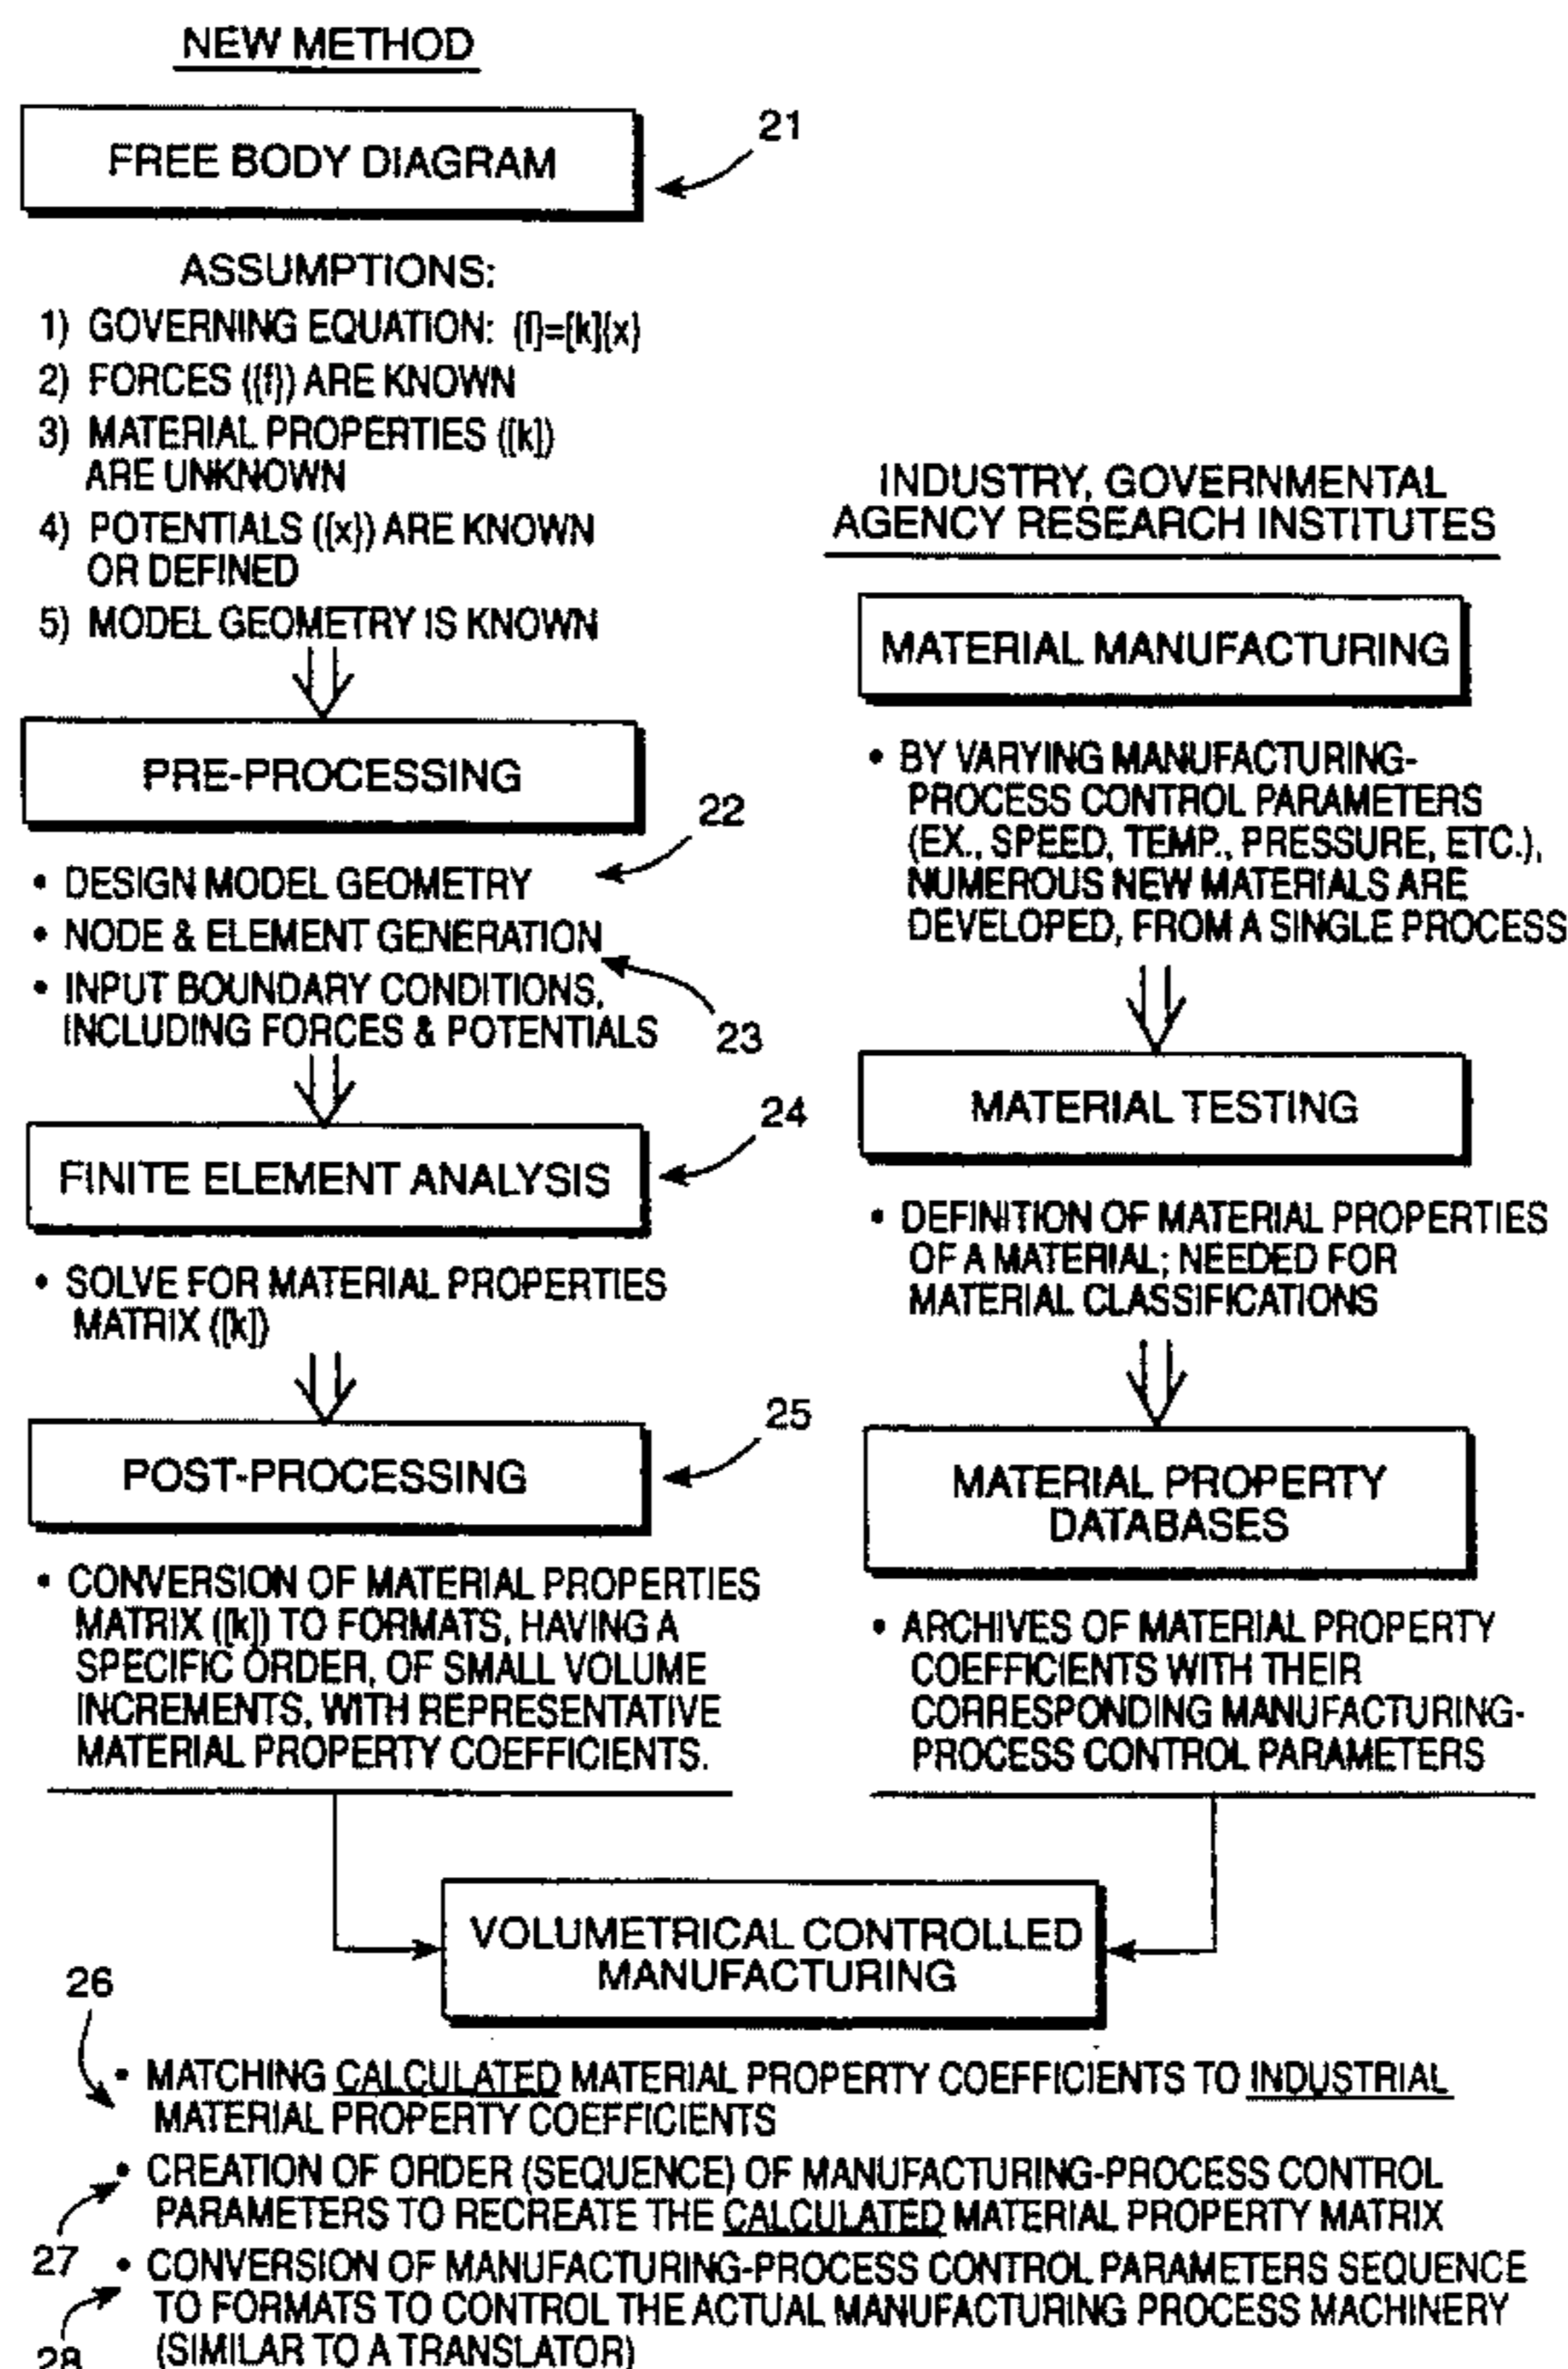 NEW METHOD
FREE BODY DIAGRAM
21
ASSUMPTIONS:
1) GOVERNING EQUATION: {f}=[k]{x}
2) FORCES ({f}) ARE KNOWN
3) MATERIAL PROPERTIES ([k])
ARE UNKNOWN
4) POTENTIALS ({x}) ARE KNOWN
OR DEFINED
5) MODEL GEOMETRY IS KNOWN
PRE-PROCESSING
22
• DESIGN MODEL GEOMETRY
• NODE & ELEMENT GENERATION
• INPUT BOUNDARY CONDITIONS,
INCLUDING FORCES & POTENTIALS
23
24
FINITE ELEMENT ANALYSIS
• SOLVE FOR MATERIAL PROPERTIES
MATRIX ([k])
25
POST-PROCESSING
• CONVERSION OF MATERIAL PROPERTIES
MATRIX ([k]) TO FORMATS, HAVING A
SPECIFIC ORDER, OF SMALL VOLUME
INCREMENTS, WITH REPRESENTATIVE
MATERIAL PROPERTY COEFFICIENTS.
INDUSTRY, GOVERNMENTAL
AGENCY RESEARCH INSTITUTES
MATERIAL MANUFACTURING
• BY VARYING MANUFACTURING-
PROCESS CONTROL PARAMETERS
(EX., SPEED, TEMP., PRESSURE, ETC.),
NUMEROUS NEW MATERIALS ARE
DEVELOPED, FROM A SINGLE PROCESS
MATERIAL TESTING
• DEFINITION OF MATERIAL PROPERTIES
OF A MATERIAL; NEEDED FOR
MATERIAL CLASSIFICATIONS
MATERIAL PROPERTY
DATABASES
• ARCHIVES OF MATERIAL PROPERTY
COEFFICIENTS WITH THEIR
CORRESPONDING MANUFACTURING-
PROCESS CONTROL PARAMETERS
VOLUMETRICAL CONTROLLED
MANUFACTURING
26
• MATCHING CALCULATED MATERIAL PROPERTY COEFFICIENTS TO INDUSTRIAL
MATERIAL PROPERTY COEFFICIENTS
• CREATION OF ORDER (SEQUENCE) OF MANUFACTURING-PROCESS CONTROL
PARAMETERS TO RECREATE THE CALCULATED MATERIAL PROPERTY MATRIX
27
• CONVERSION OF MANUFACTURING-PROCESS CONTROL PARAMETERS SEQUENCE
TO FORMATS TO CONTROL THE ACTUAL MANUFACTURING PROCESS MACHINERY
(SIMILAR TO A TRANSLATOR)
28